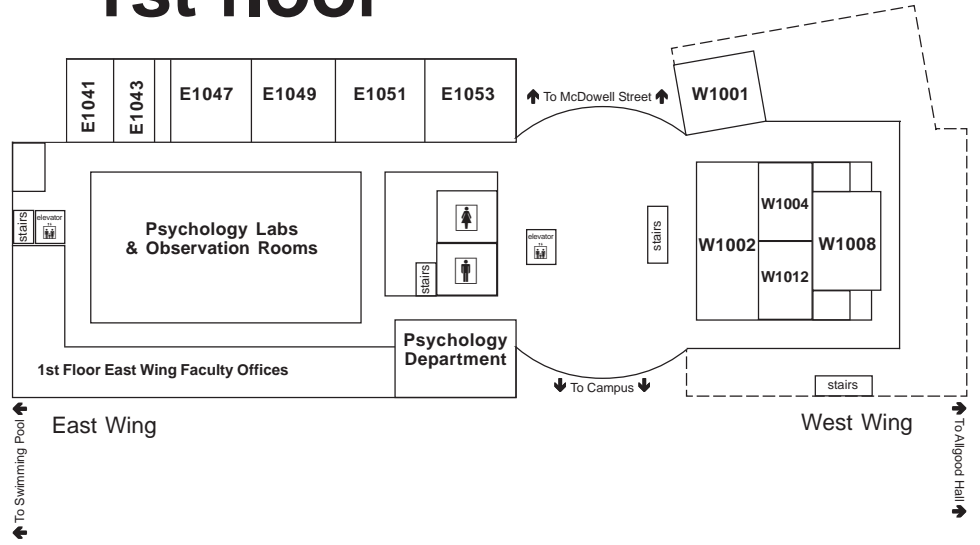 1st floor
E1041
E1043
E1047
E1049
E1051
E1053
To McDowell Street
W1001
stairs
elevator
Psychology Labs
& Observation Rooms
stairs
elevator
stairs
W1002
W1004
W1012
W1008
Psychology
Department
1st Floor East Wing Faculty Offices
To Campus
stairs
East Wing
West Wing
To Swimming Pool
To Allgood Hall